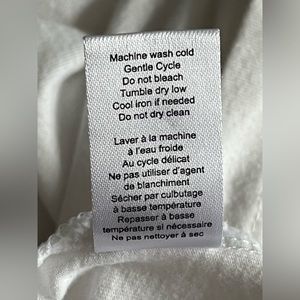 Machine wash cold
Gentle Cycle
Do not bleach
Tumble dry low
Cool iron if needed
Do not dry clean
Laver à la machine
à l'eau froide
Au cycle délicat
Ne pas utiliser d'agent
de blanchiment
Sécher par culbutage
à basse température
Repasser à basse
température si nécessaire
Ne pas nettoyer à sec